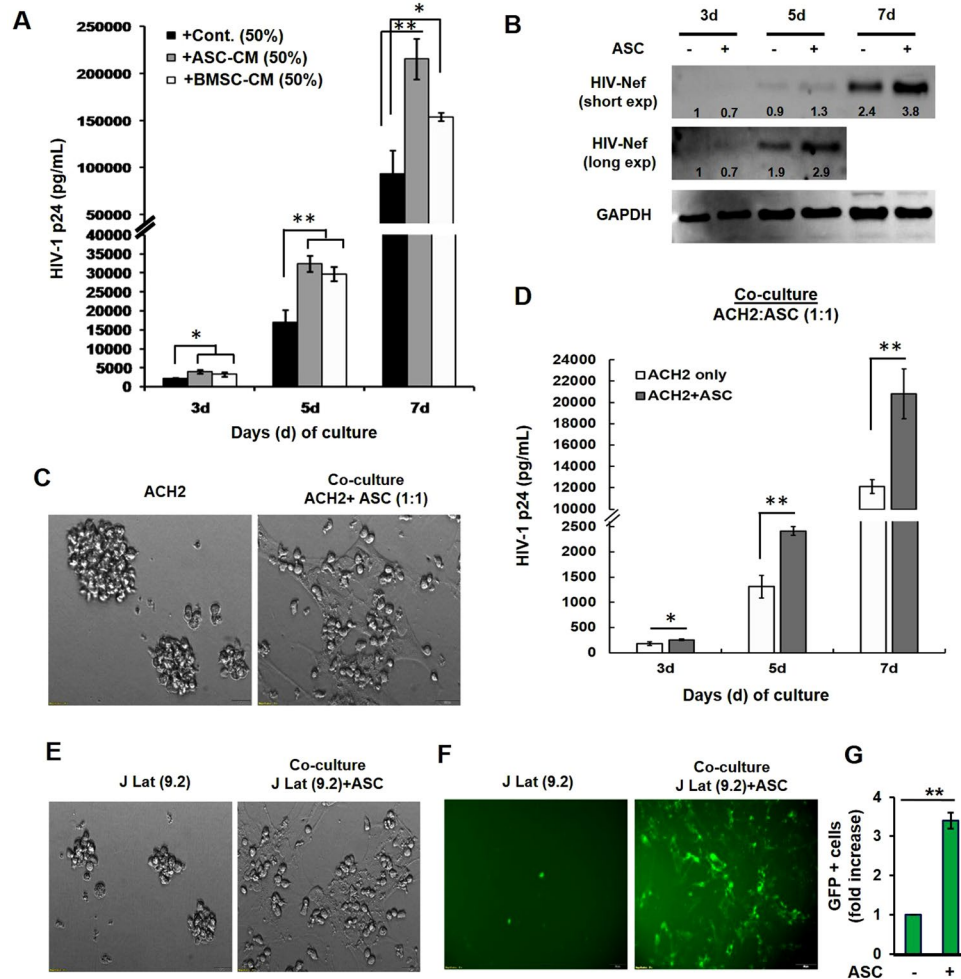 A
+Cont. (50%)
+ASC-CM (50%)
+BMSC-CM (50%)
HIV-1 p24 (pg/mL)
250000
200000
150000
100000
50000
40000
35000
30000
25000
20000
15000
10000
5000
0
*
**
**
*
3d 5d 7d
Days (d) of culture
B
3d 5d 7d
ASC - + - + - +
HIV-Nef
(short exp)
1 0.7 0.9 1.3 2.4 3.8
HIV-Nef
(long exp)
1 0.7 1.9 2.9
GAPDH
C
ACH2
Co-culture
ACH2+ ASC (1:1)
D
Co-culture
ACH2:ASC (1:1)
ACH2 only
ACH2+ASC
HIV-1 p24 (pg/mL)
24000
22000
20000
18000
16000
14000
12000
10000
2500
2100
1600
1100
500
0
*
**
**
3d 5d 7d
Days (d) of culture
E
J Lat (9.2)
Co-culture
J Lat (9.2)+ASC
F
J Lat (9.2)
Co-culture
J Lat (9.2)+ASC
G
**
GFP + cells
(fold increase)
4
3
2
1
0
ASC - +